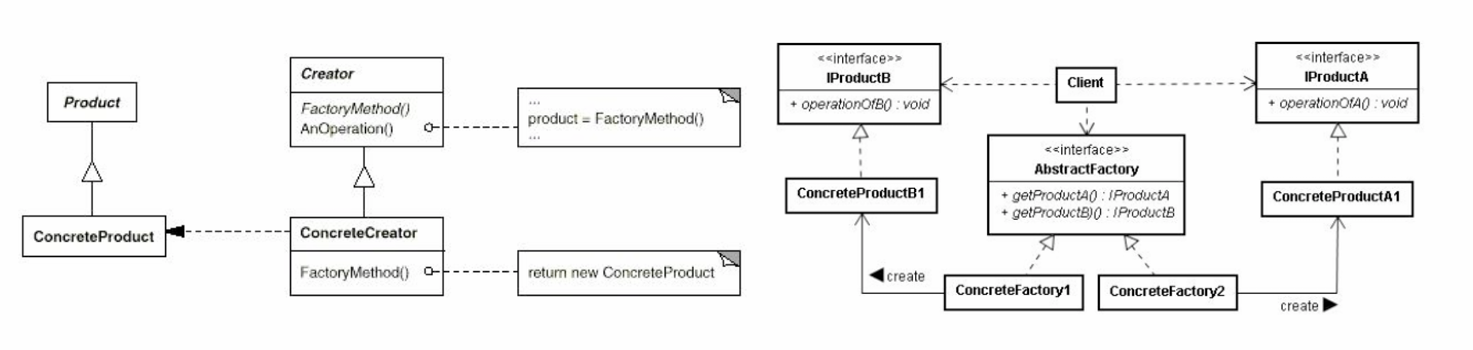 Product
ConcreteProduct
Creator
FactoryMethod()
AnOperation()
...
product = FactoryMethod()
...
ConcreteCreator
FactoryMethod()
return new ConcreteProduct
<<interface>>
IProductB
+ operationOfB() : void
Client
<<interface>>
IProductA
+ operationOfA() : void
<<interface>>
AbstractFactory
+ getProductA() : IProductA
+ getProductB)() : IProductB
ConcreteProductB1
ConcreteProductA1
create
ConcreteFactory1
ConcreteFactory2
create